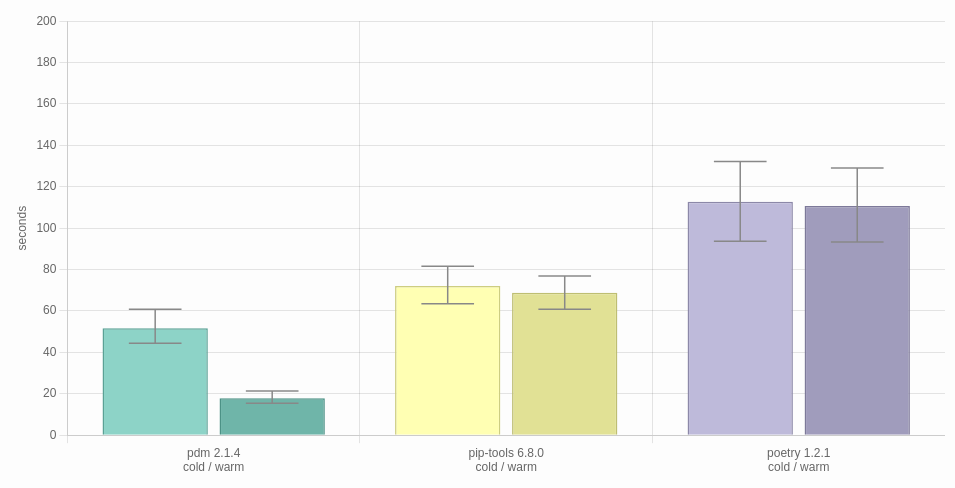 200
180
160
140
120
100
80
60
40
20
0
seconds
pdm 2.1.4
cold / warm
pip-tools 6.8.0
cold / warm
poetry 1.2.1
cold / warm